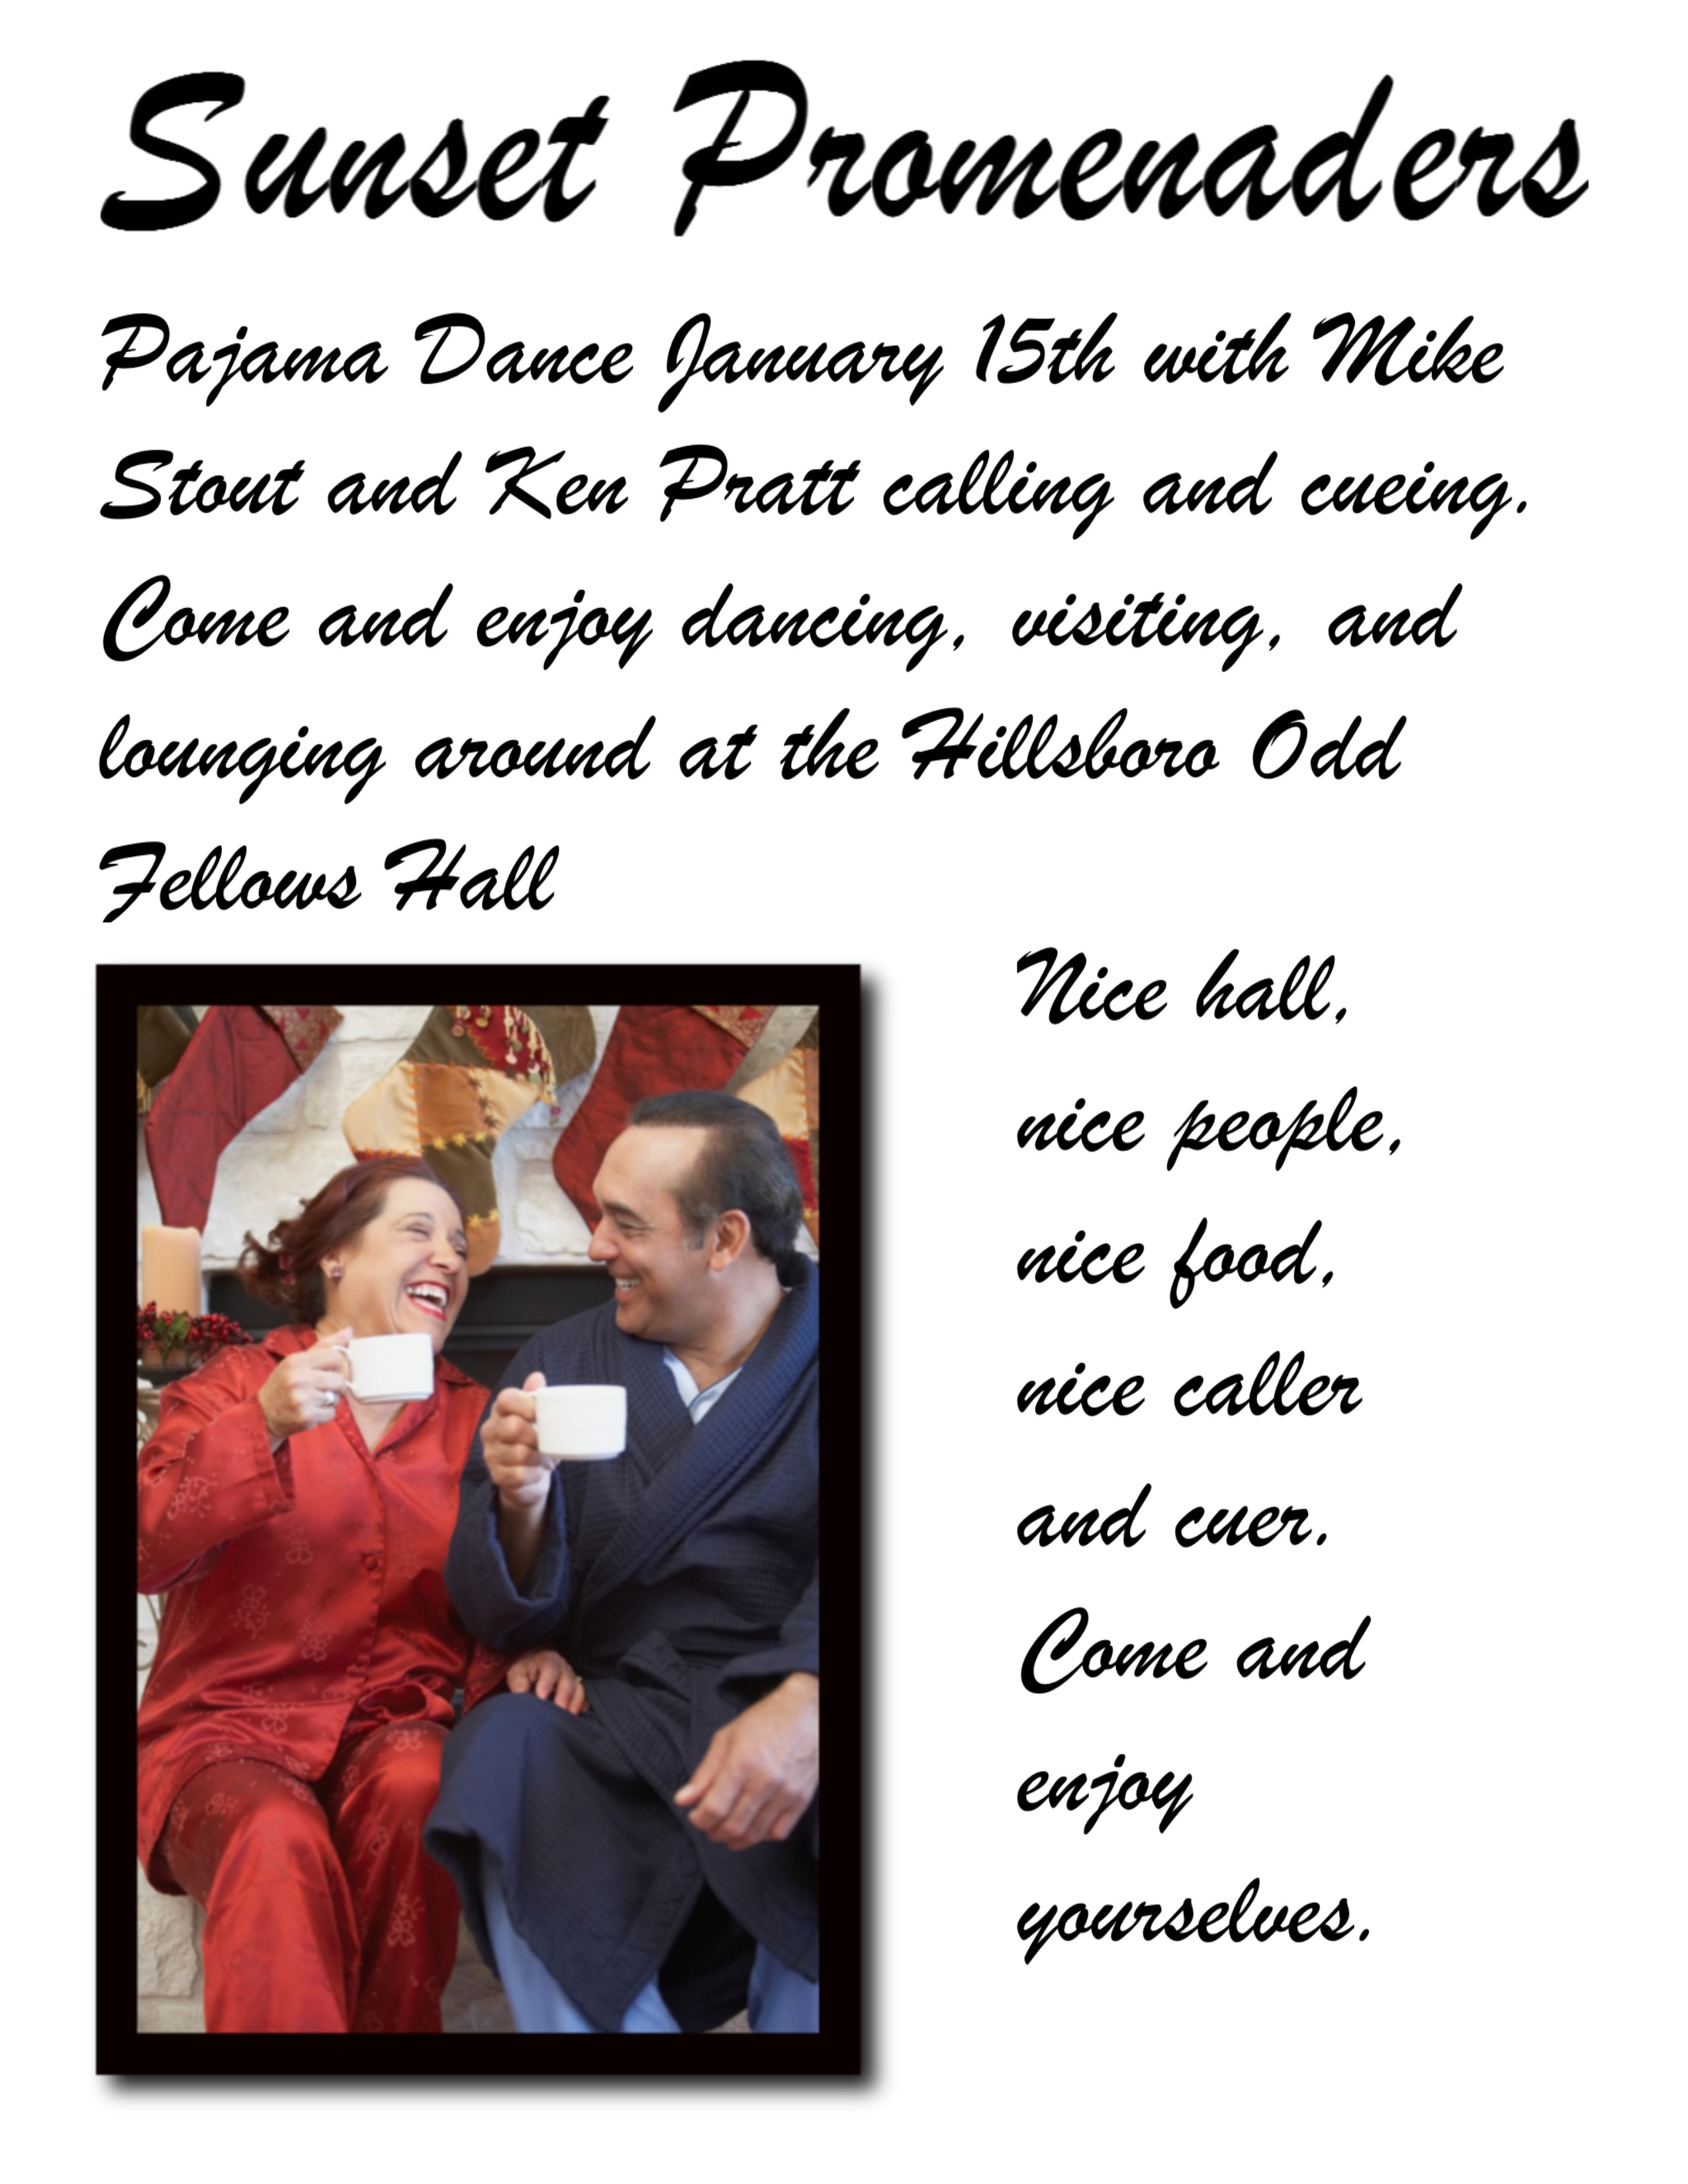 Sunset Promenaders
Pajama Dance January 15th with Mike
Stout and Ken Pratt calling and cueing.
Come and enjoy dancing, visiting, and
lounging around at the Hillsboro Odd
Fellows Hall
Nice hall,
nice people,
nice food,
nice caller
and cuer.
Come and
enjoy
yourselves.